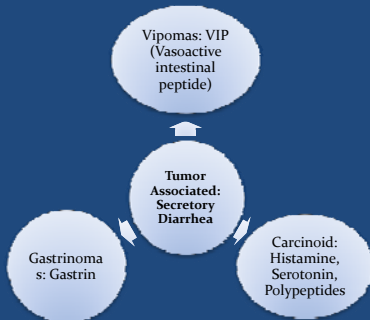 Vipomas: VIP
(Vasoactive
intestinal
peptide)
Tumor
Associated:
Secretory
Diarrhea
Gastrinoma
s: Gastrin
Carcinoid:
Histamine,
Serotonin,
Polypeptides